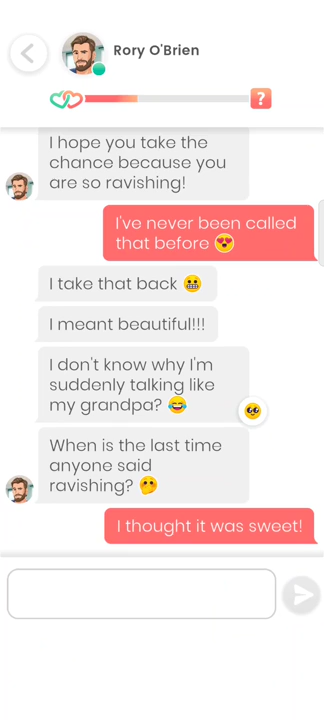 Rory O'Brien
?
I hope you take the
chance because you
are so ravishing!
I've never been called
that before 😍
I take that back 😬
I meant beautiful!!!
I don't know why I'm
suddenly talking like
my grandpa? 😂
When is the last time
anyone said
ravishing? 🤔
I thought it was sweet!